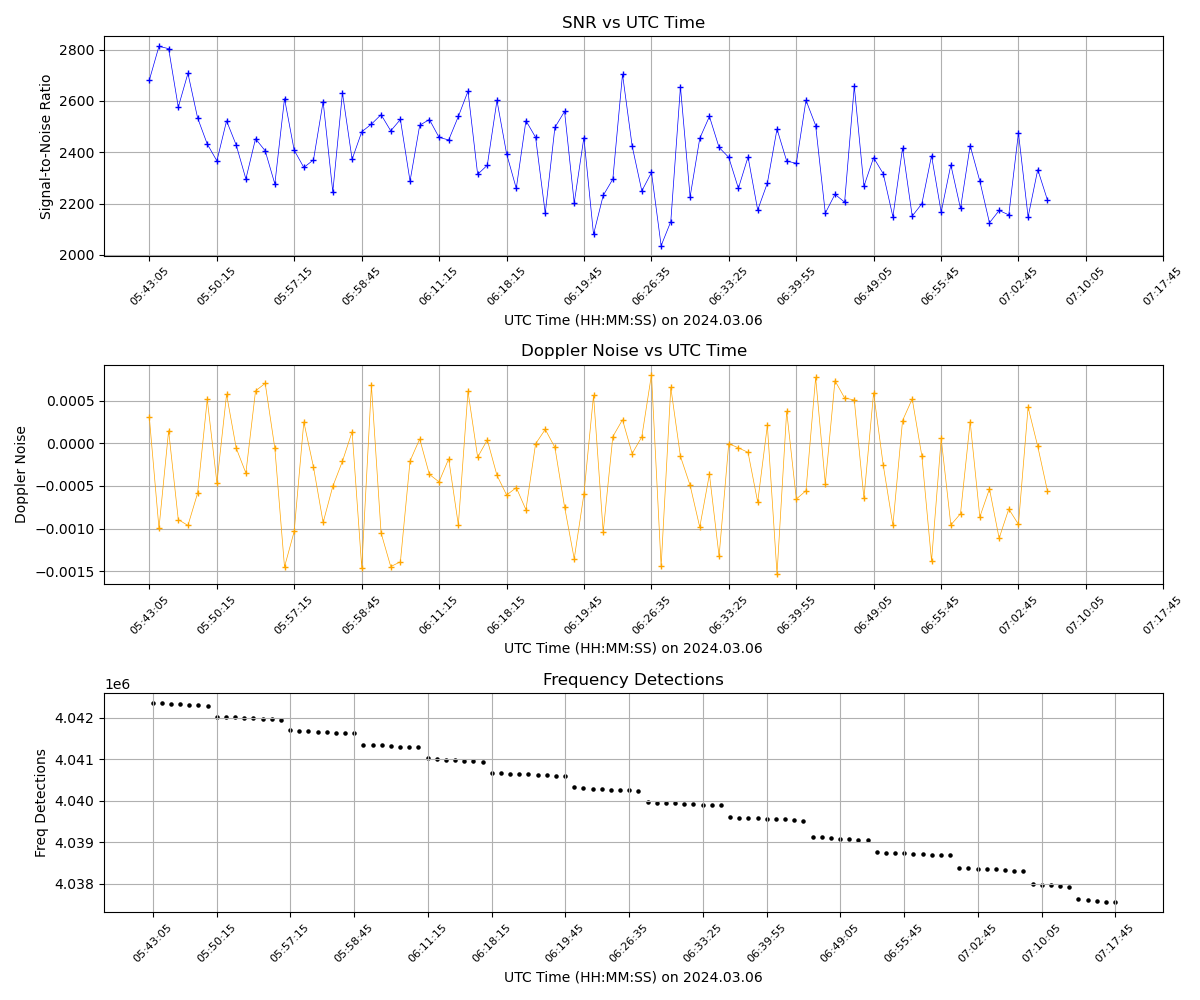 SNR vs UTC Time
Signal-to-Noise Ratio
2800
2600
2400
2200
2000
05:43:05 05:50:15 05:57:15 05:58:45 06:11:15 06:18:15 06:19:45 06:26:35 06:33:25 06:39:55 06:49:05 06:55:45 07:02:45 07:10:05 07:17:45
UTC Time (HH:MM:SS) on 2024.03.06
Doppler Noise vs UTC Time
Doppler Noise
0.0005
0.0000
−0.0005
−0.0010
−0.0015
05:43:05 05:50:15 05:57:15 05:58:45 06:11:15 06:18:15 06:19:45 06:26:35 06:33:25 06:39:55 06:49:05 06:55:45 07:02:45 07:10:05 07:17:45
UTC Time (HH:MM:SS) on 2024.03.06
Frequency Detections
1e6
Freq Detections
4.042
4.041
4.040
4.039
4.038
05:43:05 05:50:15 05:57:15 05:58:45 06:11:15 06:18:15 06:19:45 06:26:35 06:33:25 06:39:55 06:49:05 06:55:45 07:02:45 07:10:05 07:17:45
UTC Time (HH:MM:SS) on 2024.03.06